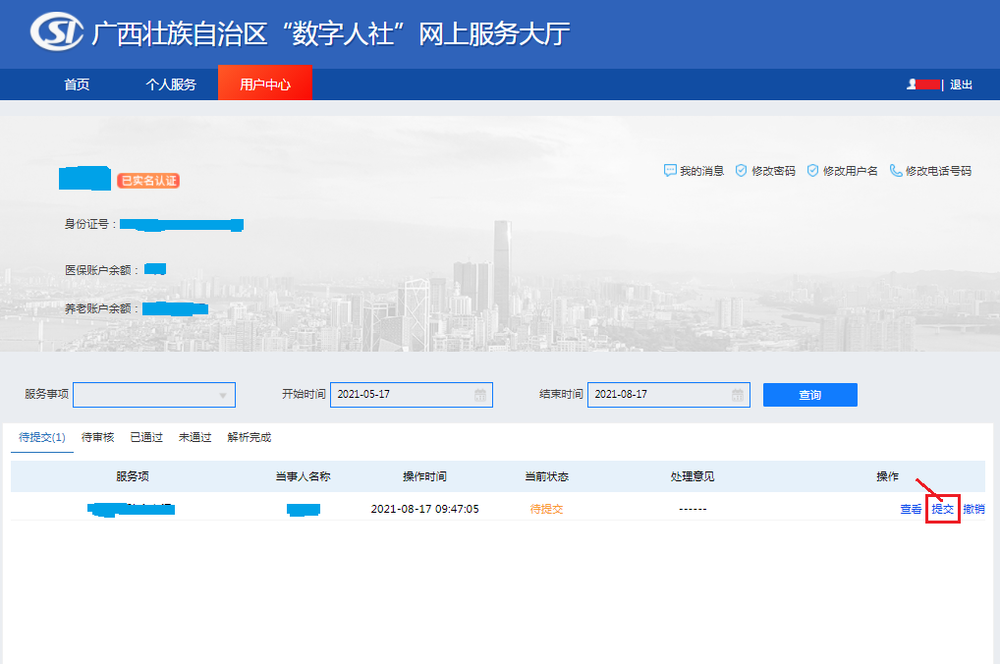 广西壮族自治区“数字人社”网上服务大厅
首页 个人服务 用户中心 | 退出
已实名认证 我的消息 修改密码 修改用户名 修改电话号码
身份证号：
医保账户余额：
养老账户余额：
服务事项 开始时间 2021-05-17 结束时间 2021-08-17 查询
待提交(1) 待审核 已通过 未通过 解析完成
服务项 当事人名称 操作时间 当前状态 处理意见 操作
2021-08-17 09:47:05 待提交 ------ 查看 提交 撤销